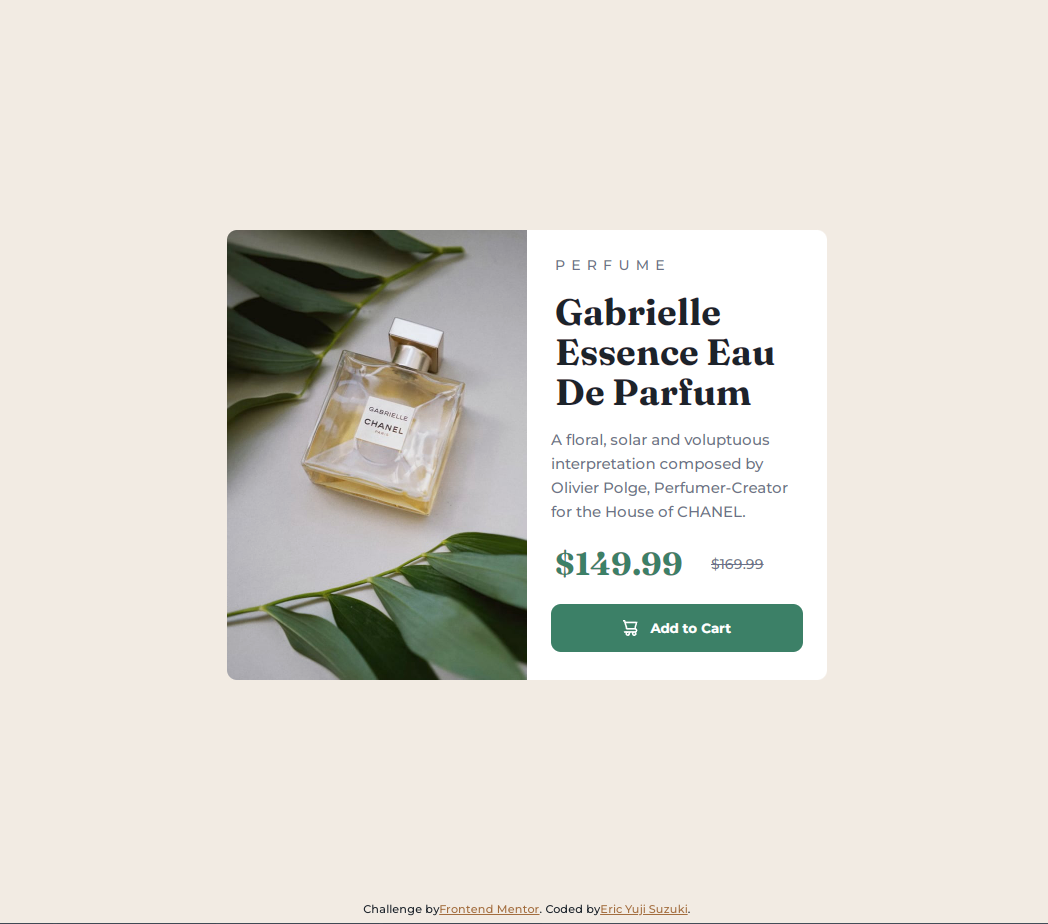 GABRIELLE
CHANEL
PARIS
PERFUME
Gabrielle
Essence Eau
De Parfum
A floral, solar and voluptuous
interpretation composed by
Olivier Polge, Perfumer-Creator
for the House of CHANEL.
$149.99 $169.99
Add to Cart
Challenge byFrontend Mentor. Coded byEric Yuji Suzuki.